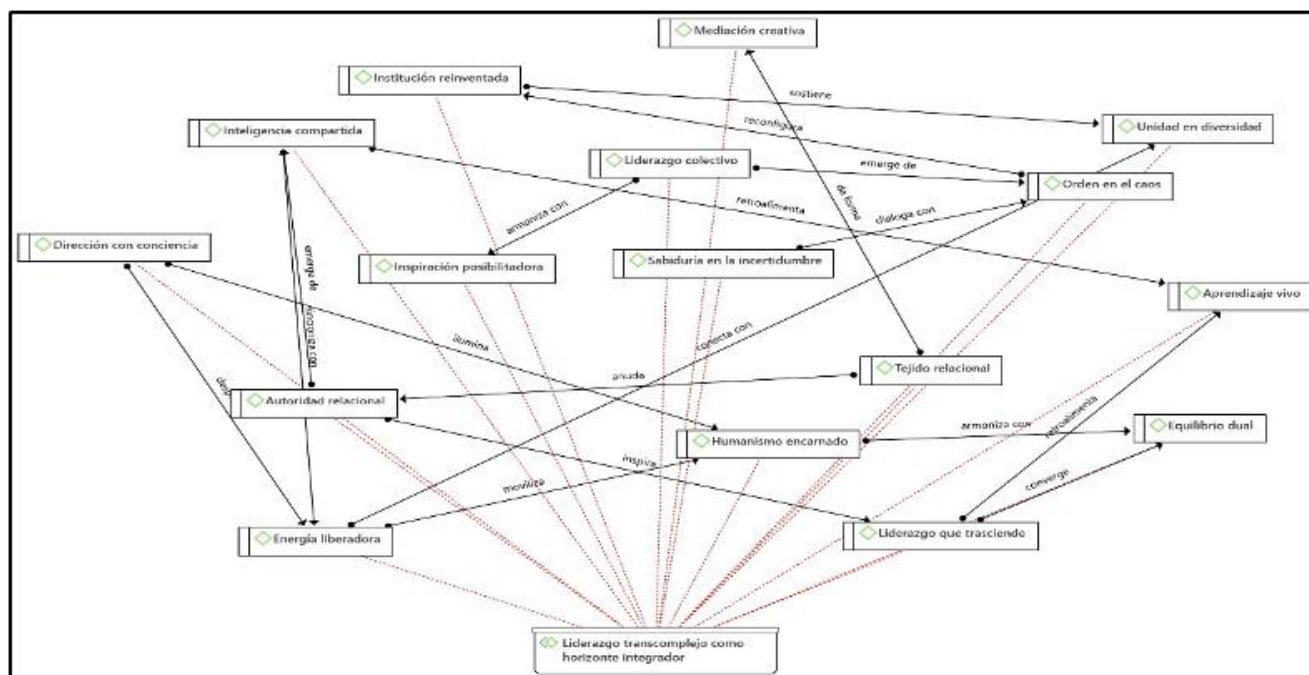 Mediación creativa
Institución reinventada
sostiene
Inteligencia compartida
reconfigura
Unidad en diversidad
Liderazgo colectivo
emerge de
Orden en el caos
retroalimenta
armoniza con
dialoga con
Dirección con conciencia
Inspiración posibilitadora
Sabiduría en la incertidumbre
da forma
emerge de
Aprendizaje vivo
ilumina
conecta con
Tejido relacional
anuda
Autoridad relacional
retroalimenta
Equilibrio dual
armoniza con
Humanismo encarnado
inspira
converge
moviliza
Energía liberadora
Liderazgo que trasciende
Liderazgo transcomplejo como
horizonte integrador